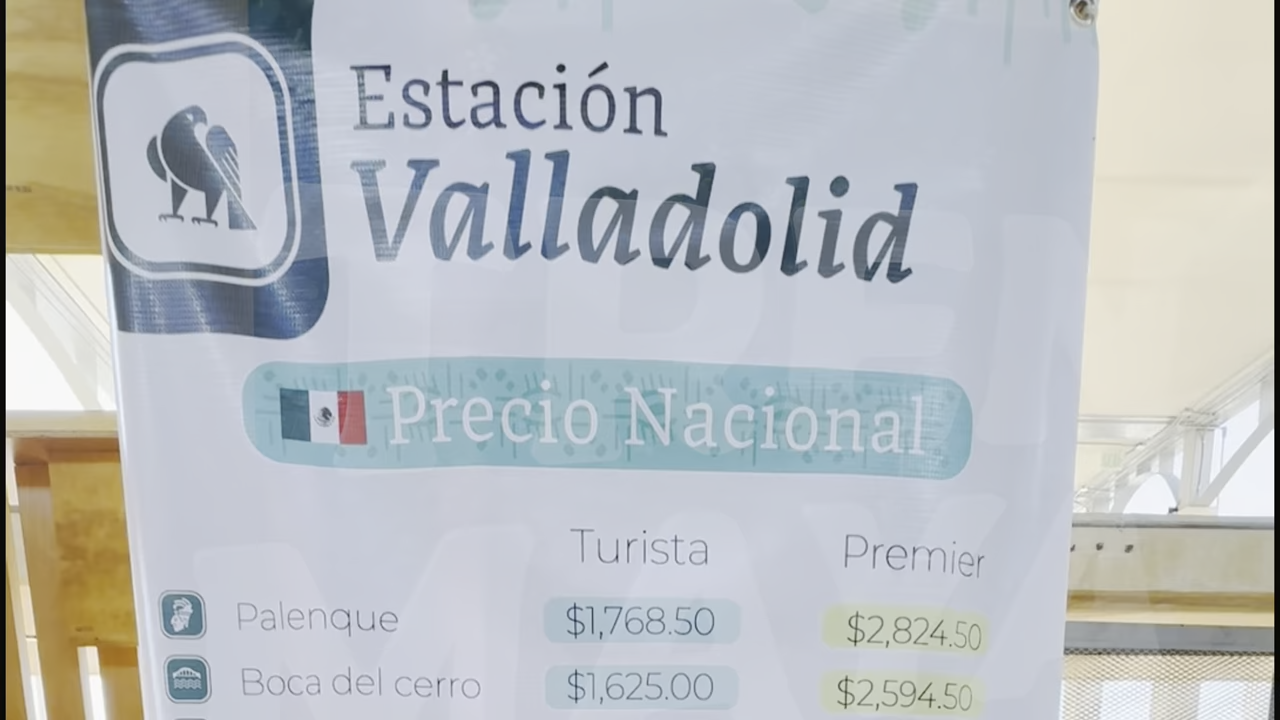 Estación
Valladolid
Precio Nacional
Turista Premier
Palenque $1,768.50 $2,824.50
Boca del cerro $1,625.00 $2,594.50